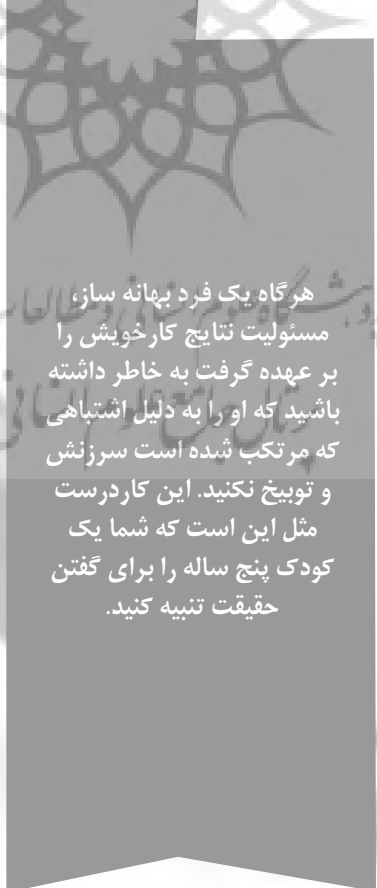 هرگاه یک فرد بهانه ساز،
مسئولیت نتایج کارخویش را
بر عهده گرفت به خاطر داشته
باشید که او را به دلیل اشتباهی
که مرتکب شده است سرزنش
و توبیخ نکنید. این کاردرست
مثل این است که شما یک
کودک پنج ساله را برای گفتن
حقیقت تنبیه کنید.